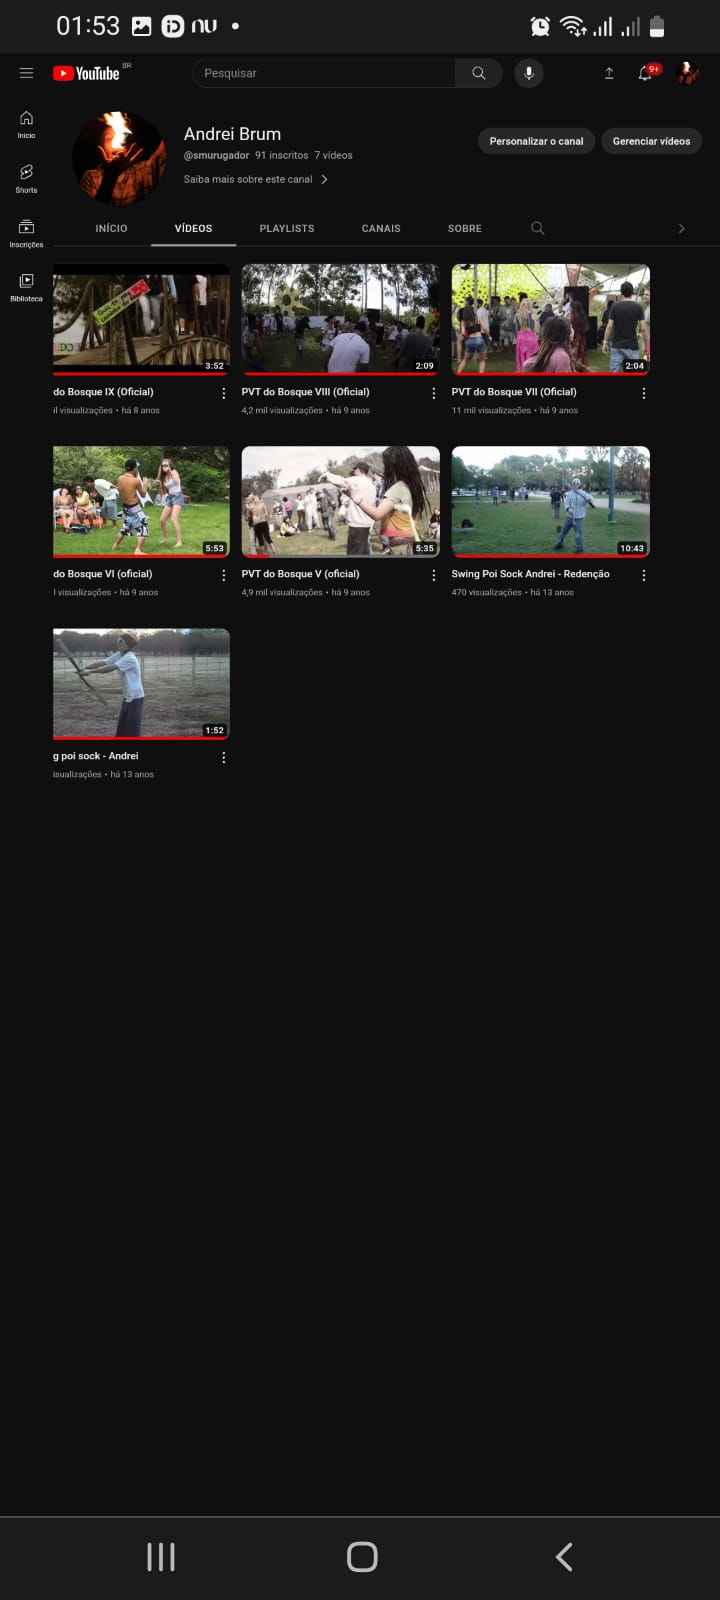 01:53
YouTube BR
Pesquisar
9+
Início
Shorts
Inscrições
Biblioteca
Andrei Brum
@smurugador 91 inscritos 7 vídeos
Saiba mais sobre este canal
Personalizar o canal
Gerenciar vídeos
INÍCIO VÍDEOS PLAYLISTS CANAIS SOBRE
3:52
do Bosque IX (Oficial)
il visualizações • há 8 anos
2:09
PVT do Bosque VIII (Oficial)
4,2 mil visualizações • há 9 anos
2:04
PVT do Bosque VII (Oficial)
11 mil visualizações • há 9 anos
5:53
do Bosque VI (oficial)
l visualizações • há 9 anos
5:35
PVT do Bosque V (oficial)
4,9 mil visualizações • há 9 anos
10:43
Swing Poi Sock Andrei - Redenção
470 visualizações • há 13 anos
1:52
g poi sock - Andrei
isualizações • há 13 anos